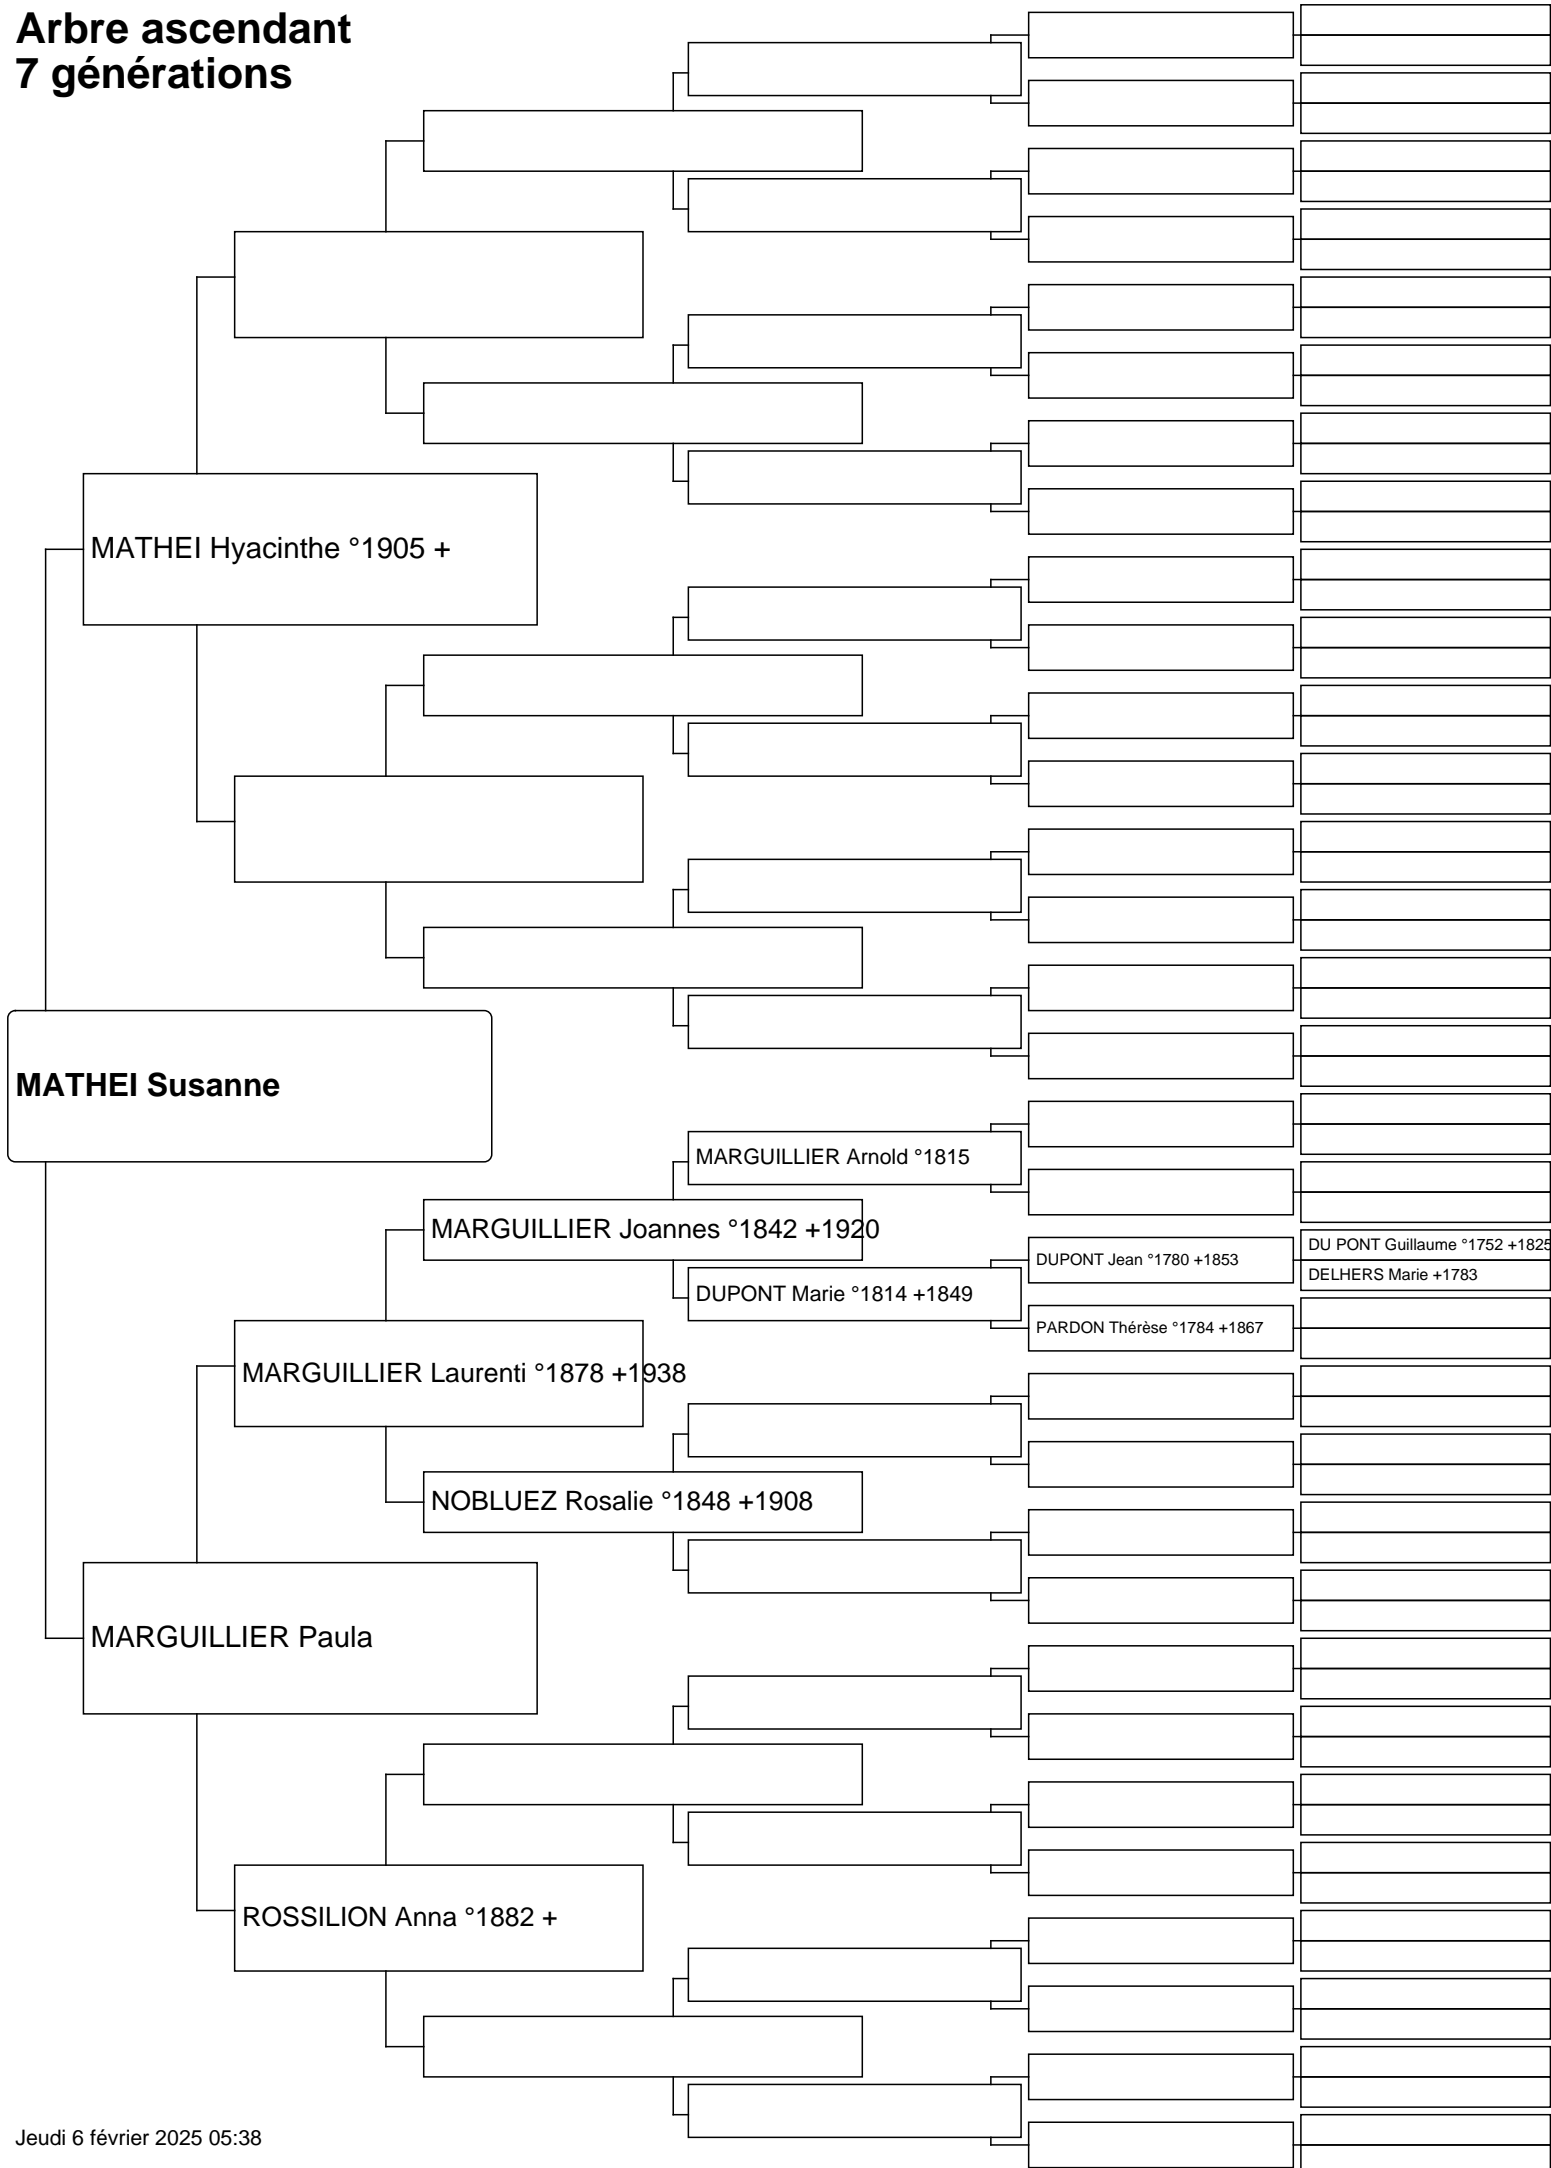 Arbre ascendant
7 générations
MATHEI Hyacinthe °1905 +
MATHEI Susanne
MARGUILLIER Arnold °1815
MARGUILLIER Joannes °1842 +1920
DU PONT Guillaume °1752 +1825
DUPONT Jean °1780 +1853
DELHERS Marie +1783
DUPONT Marie °1814 +1849
PARDON Thérèse °1784 +1867
MARGUILLIER Laurenti °1878 +1938
NOBLUEZ Rosalie °1848 +1908
MARGUILLIER Paula
ROSSILION Anna °1882 +
Jeudi 6 février 2025 05:38